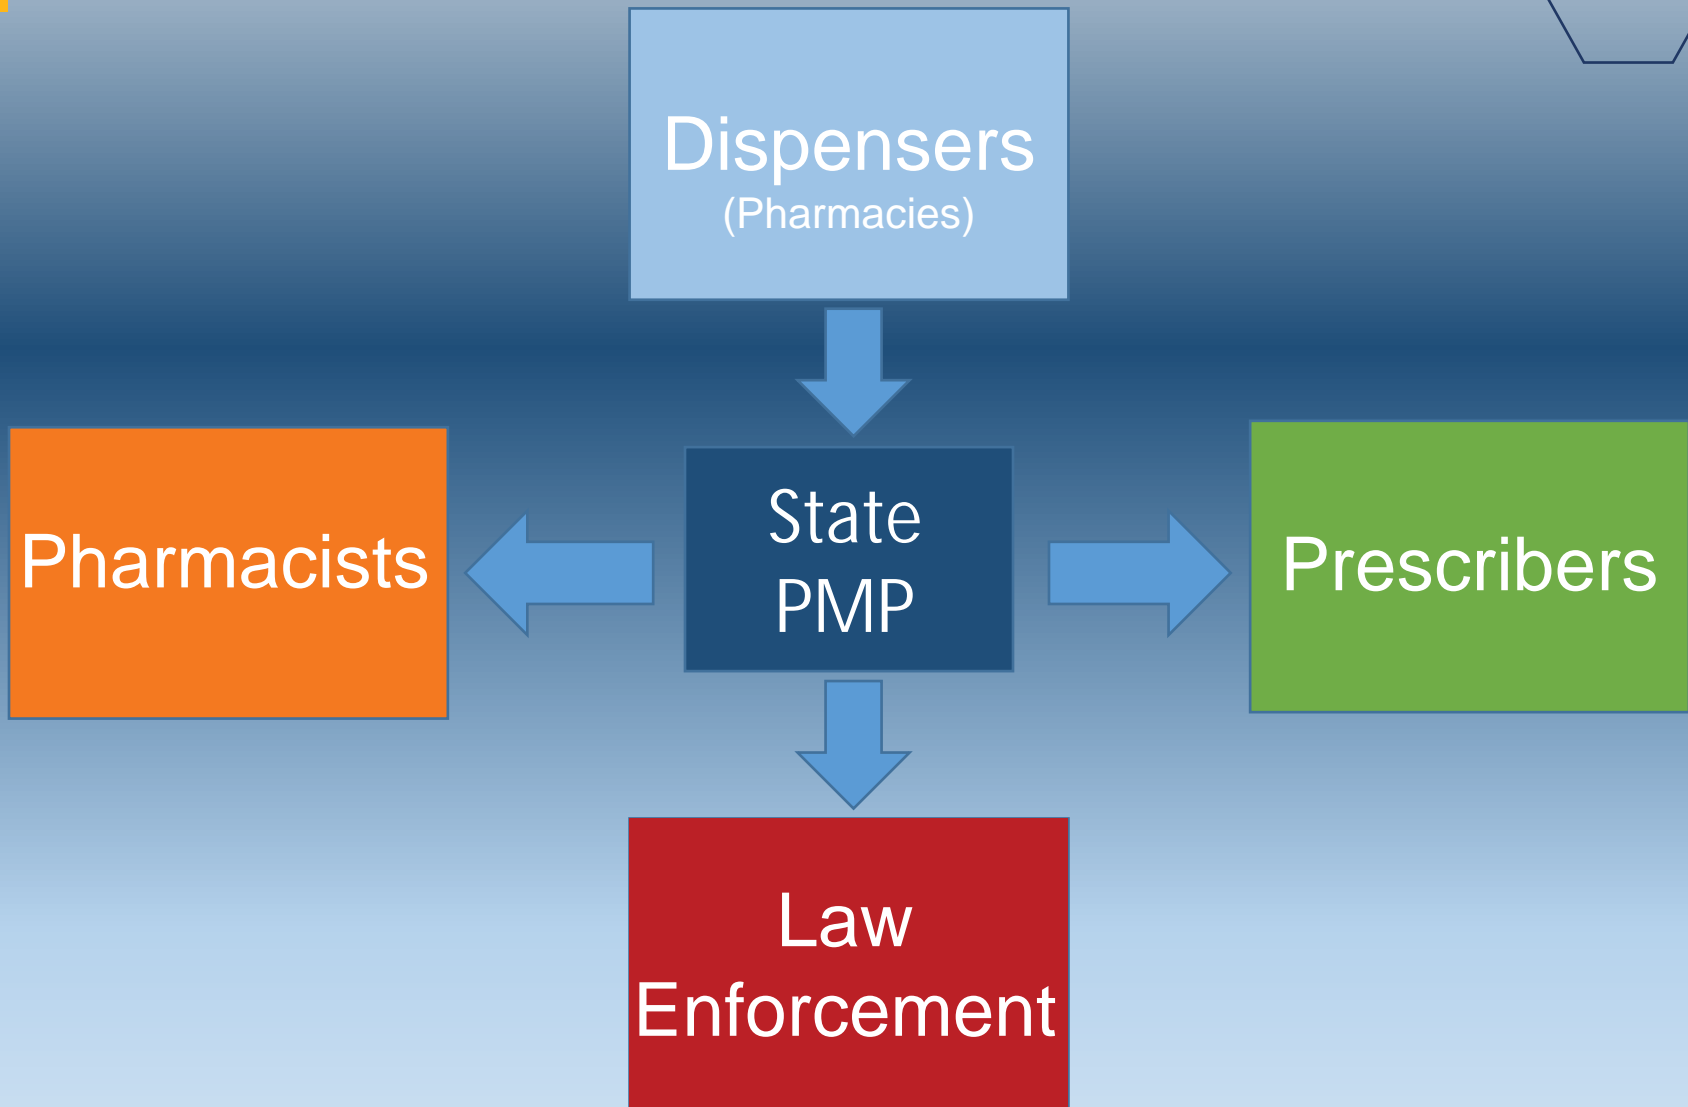 Dispensers
(Pharmacies)
Pharmacists
State
PMP
Prescribers
Law
Enforcement